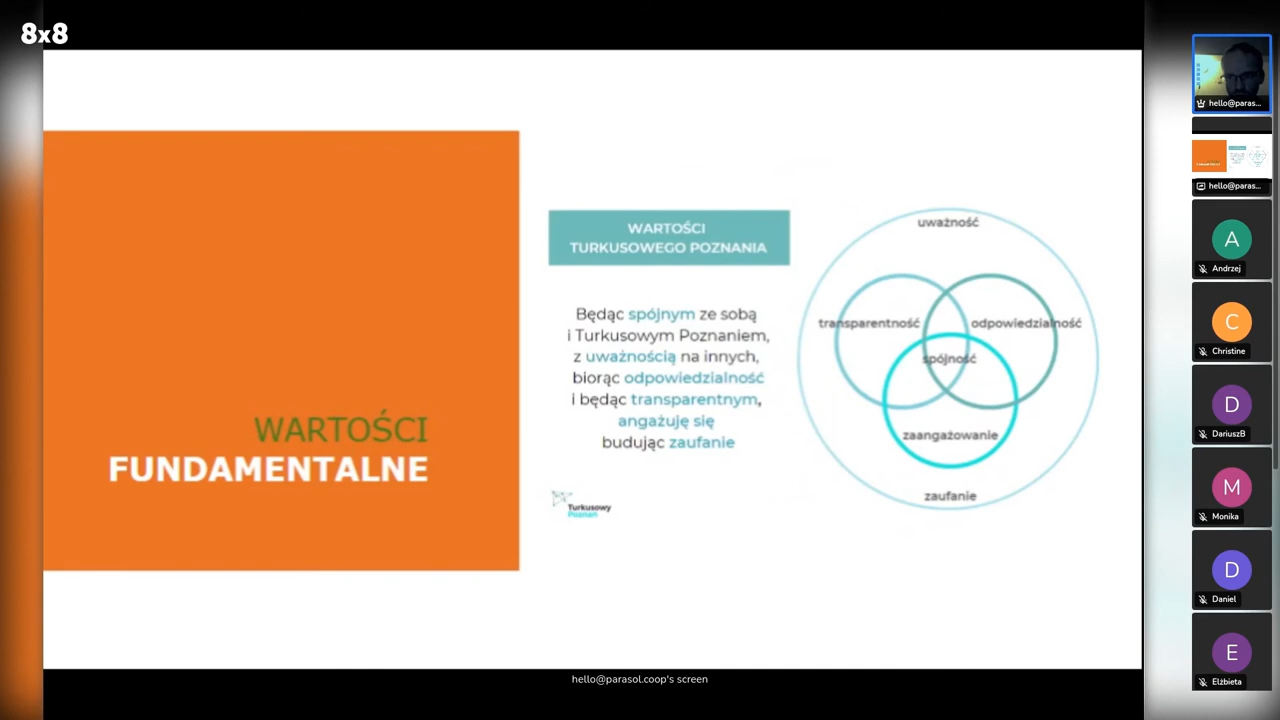 8x8
WARTOŚCI
FUNDAMENTALNE
WARTOŚCI
TURKUSOWEGO POZNANIA
Będąc spójnym ze sobą
i Turkusowym Poznaniem,
z uważnością na innych,
biorąc odpowiedzialność
i będąc transparentnym,
angażuję się
budując zaufanie
Turkusowy
Poznań
uważność
transparentność
odpowiedzialność
spójność
zaangażowanie
zaufanie
hello@parasol.coop's screen
hello@paras...
hello@paras...
A
Andrzej
C
Christine
D
DariuszB
M
Monika
D
Daniel
E
Elżbieta